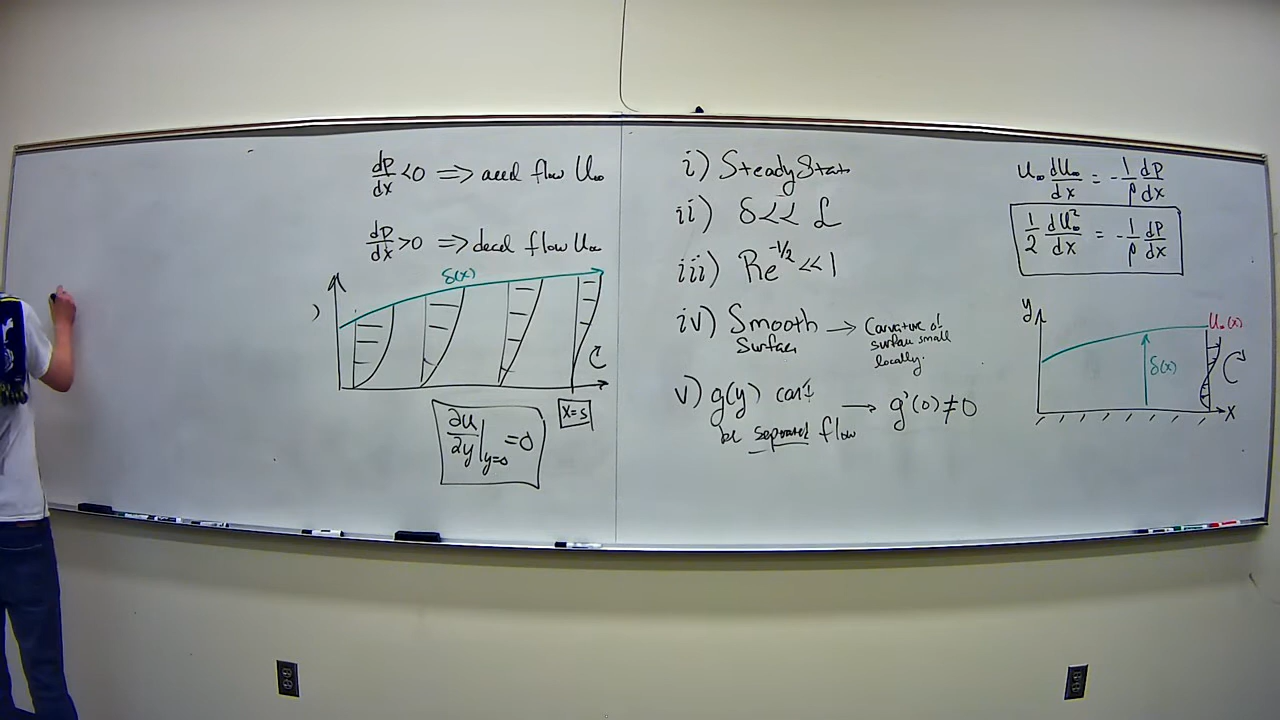 dP/dx <0 => accel flow U∞
dP/dx >0 => decel flow U∞
δ(x)
)
x=s
∂u/∂y|y=0 =0
i) Steady State
ii) δ<< L
iii) Re^-1/2 <<1
iv) Smooth Surface → Curvature of
surface small
locally.
v) g(y) can't → g'(0)≠0
be separated flow
U∞ dU∞/dx = -1/ρ dP/dx
1/2 dU∞²/dx = -1/ρ dP/dx
y
U∞(x)
δ(x)
x